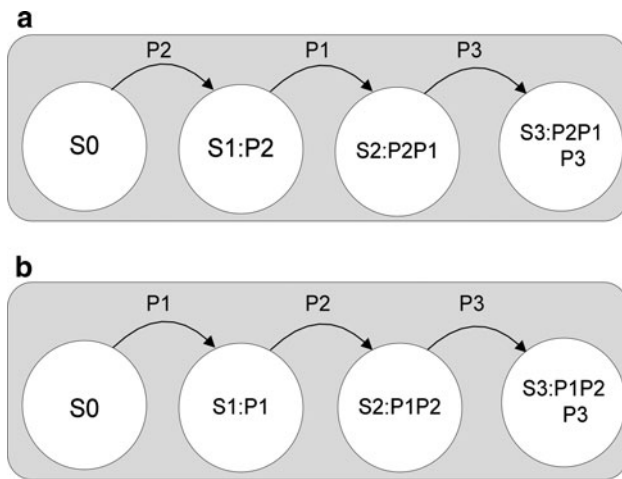 a
P2 P1 P3
S0 S1:P2 S2:P2P1 S3:P2P1
P3
b
P1 P2 P3
S0 S1:P1 S2:P1P2 S3:P1P2
P3